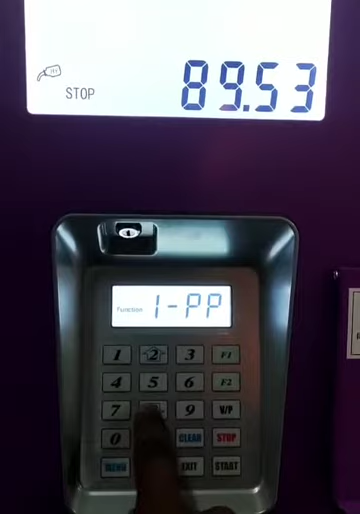 STOP 89.53
Function 1-PP
1 2 3 F1
4 5 6 F2
7 9 V/P
0 CLEAR STOP
MENU EXIT START